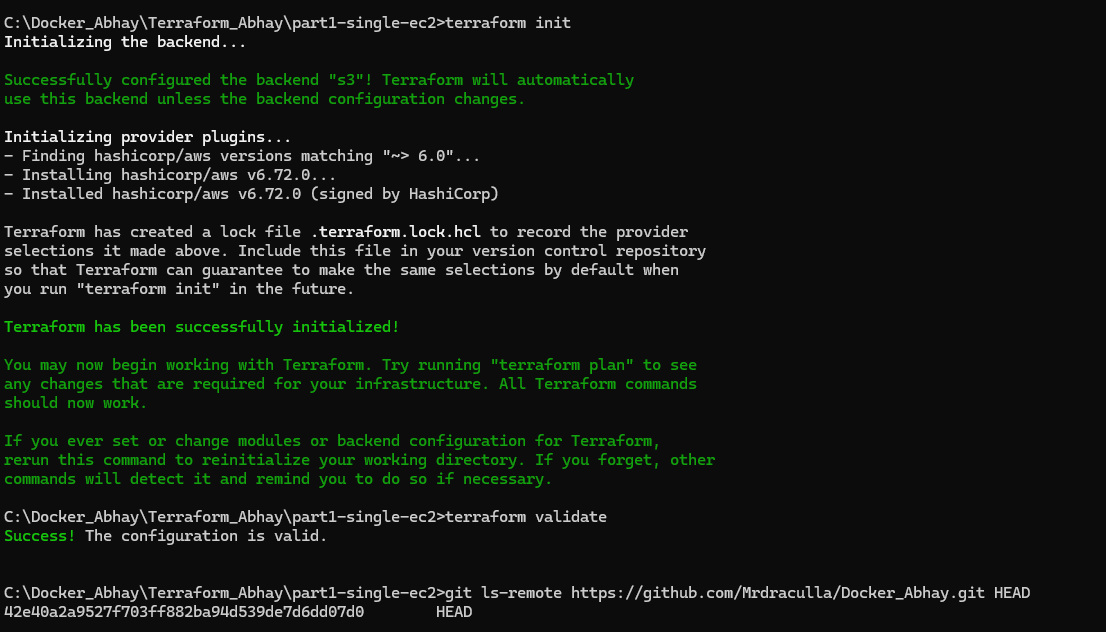 C:\Docker_Abhay\Terraform_Abhay\part1-single-ec2>terraform init
Initializing the backend...
Successfully configured the backend "s3"! Terraform will automatically
use this backend unless the backend configuration changes.
Initializing provider plugins...
- Finding hashicorp/aws versions matching "~> 6.0"...
- Installing hashicorp/aws v6.72.0...
- Installed hashicorp/aws v6.72.0 (signed by HashiCorp)
Terraform has created a lock file .terraform.lock.hcl to record the provider
selections it made above. Include this file in your version control repository
so that Terraform can guarantee to make the same selections by default when
you run "terraform init" in the future.
Terraform has been successfully initialized!
You may now begin working with Terraform. Try running "terraform plan" to see
any changes that are required for your infrastructure. All Terraform commands
should now work.
If you ever set or change modules or backend configuration for Terraform,
rerun this command to reinitialize your working directory. If you forget, other
commands will detect it and remind you to do so if necessary.
C:\Docker_Abhay\Terraform_Abhay\part1-single-ec2>terraform validate
Success! The configuration is valid.
C:\Docker_Abhay\Terraform_Abhay\part1-single-ec2>git ls-remote https://github.com/Mrdraculla/Docker_Abhay.git HEAD
42e40a2a9527f703ff882ba94d539de7d6dd07d0        HEAD